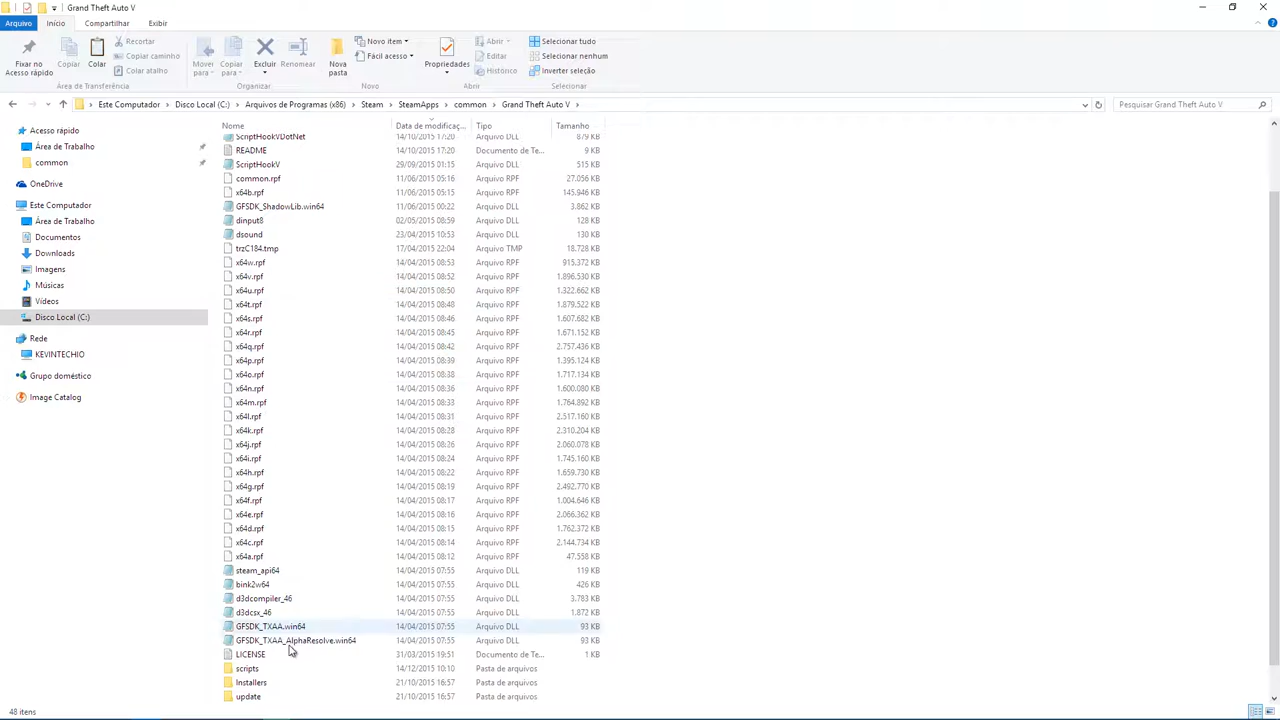 Grand Theft Auto V
Arquivo Início Compartilhar Exibir
Fixar no Acesso rápido
Copiar
Colar
Recortar
Copiar caminho
Colar atalho
Área de Transferência
Mover para
Copiar para
Excluir
Renomear
Organizar
Nova pasta
Novo item
Fácil acesso
Novo
Propriedades
Abrir
Editar
Histórico
Abrir
Selecionar tudo
Selecionar nenhum
Inverter seleção
Selecionar
Este Computador > Disco Local (C:) > Arquivos de Programas (x86) > Steam > SteamApps > common > Grand Theft Auto V >
Pesquisar Grand Theft Auto V
Acesso rápido
Área de Trabalho
common
OneDrive
Este Computador
Área de Trabalho
Documentos
Downloads
Imagens
Músicas
Vídeos
Disco Local (C:)
Rede
KEVINTECHIO
Grupo doméstico
Image Catalog
Nome Data de modificaç... Tipo Tamanho
ScriptHookVDotNet 14/10/2015 17:20 Arquivo DLL 879 KB
README 14/10/2015 17:20 Documento de Te... 9 KB
ScriptHookV 29/09/2015 01:15 Arquivo DLL 515 KB
common.rpf 11/06/2015 05:16 Arquivo RPF 27.056 KB
x64b.rpf 11/06/2015 05:15 Arquivo RPF 145.946 KB
GFSDK_ShadowLib.win64 11/06/2015 00:22 Arquivo DLL 3.862 KB
dinput8 02/05/2015 08:59 Arquivo DLL 128 KB
dsound 23/04/2015 10:53 Arquivo DLL 130 KB
trzC184.tmp 17/04/2015 22:04 Arquivo TMP 18.728 KB
x64w.rpf 14/04/2015 08:53 Arquivo RPF 915.372 KB
x64v.rpf 14/04/2015 08:52 Arquivo RPF 1.896.530 KB
x64u.rpf 14/04/2015 08:50 Arquivo RPF 1.322.662 KB
x64t.rpf 14/04/2015 08:48 Arquivo RPF 1.879.522 KB
x64s.rpf 14/04/2015 08:46 Arquivo RPF 1.607.682 KB
x64r.rpf 14/04/2015 08:45 Arquivo RPF 1.671.152 KB
x64q.rpf 14/04/2015 08:42 Arquivo RPF 2.757.436 KB
x64p.rpf 14/04/2015 08:39 Arquivo RPF 1.395.124 KB
x64o.rpf 14/04/2015 08:38 Arquivo RPF 1.717.134 KB
x64n.rpf 14/04/2015 08:36 Arquivo RPF 1.600.080 KB
x64m.rpf 14/04/2015 08:33 Arquivo RPF 1.764.892 KB
x64l.rpf 14/04/2015 08:31 Arquivo RPF 2.517.160 KB
x64k.rpf 14/04/2015 08:28 Arquivo RPF 2.310.204 KB
x64j.rpf 14/04/2015 08:26 Arquivo RPF 2.060.078 KB
x64i.rpf 14/04/2015 08:24 Arquivo RPF 1.745.160 KB
x64h.rpf 14/04/2015 08:22 Arquivo RPF 1.659.730 KB
x64g.rpf 14/04/2015 08:19 Arquivo RPF 2.492.770 KB
x64f.rpf 14/04/2015 08:17 Arquivo RPF 1.004.646 KB
x64e.rpf 14/04/2015 08:16 Arquivo RPF 2.066.362 KB
x64d.rpf 14/04/2015 08:15 Arquivo RPF 1.762.372 KB
x64c.rpf 14/04/2015 08:14 Arquivo RPF 2.144.734 KB
x64a.rpf 14/04/2015 08:12 Arquivo RPF 47.558 KB
steam_api64 14/04/2015 07:55 Arquivo DLL 119 KB
bink2w64 14/04/2015 07:55 Arquivo DLL 426 KB
d3dcompiler_46 14/04/2015 07:55 Arquivo DLL 3.783 KB
d3dcsx_46 14/04/2015 07:55 Arquivo DLL 1.872 KB
GFSDK_TXAA.win64 14/04/2015 07:55 Arquivo DLL 93 KB
GFSDK_TXAA_AlphaResolve.win64 14/04/2015 07:55 Arquivo DLL 93 KB
LICENSE 31/03/2015 19:51 Documento de Te... 1 KB
scripts 14/12/2015 10:10 Pasta de arquivos
Installers 21/10/2015 16:57 Pasta de arquivos
update 21/10/2015 16:57 Pasta de arquivos
48 itens